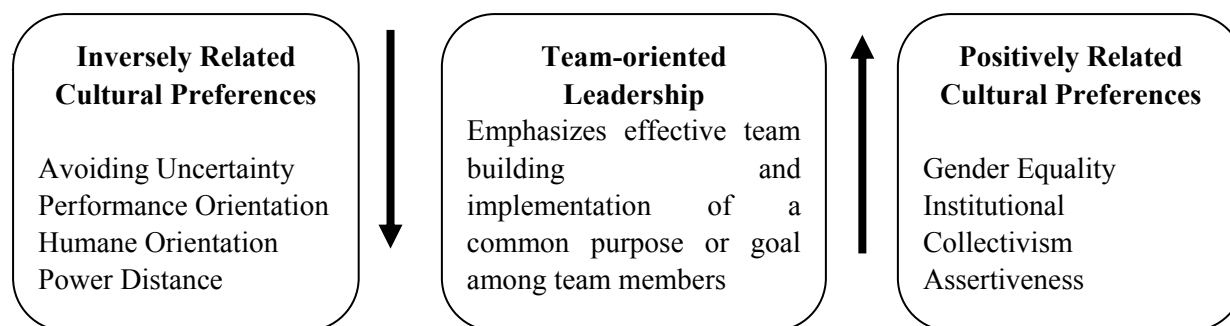 Inversely Related
Cultural Preferences
Avoiding Uncertainty
Performance Orientation
Humane Orientation
Power Distance
Team-oriented
Leadership
Emphasizes effective team
building and
implementation of a
common purpose or goal
among team members
Positively Related
Cultural Preferences
Gender Equality
Institutional
Collectivism
Assertiveness